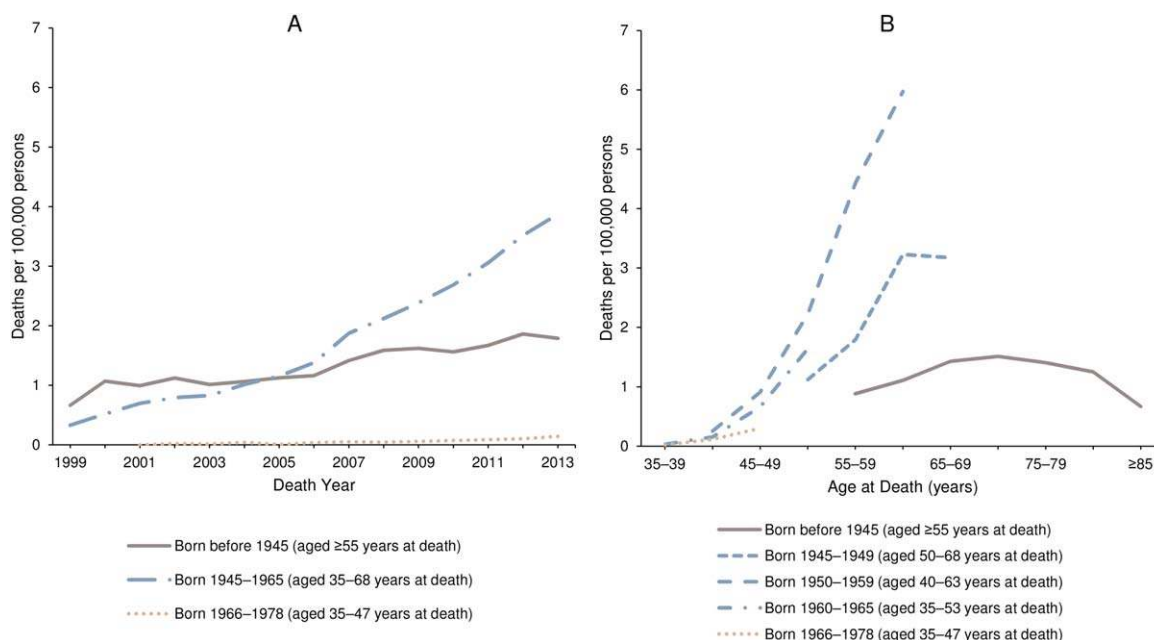 A
7
6
5
4
3
2
1
0
Deaths per 100,000 persons
1999
2001
2003
2005
2007
2009
2011
2013
Death Year
Born before 1945 (aged ≥55 years at death)
Born 1945–1965 (aged 35–68 years at death)
Born 1966–1978 (aged 35–47 years at death)
B
7
6
5
4
3
2
1
0
Deaths per 100,000 persons
35–39
45–49
55–59
65–69
75–79
≥85
Age at Death (years)
Born before 1945 (aged ≥55 years at death)
Born 1945–1949 (aged 50–68 years at death)
Born 1950–1959 (aged 40–63 years at death)
Born 1960–1965 (aged 35–53 years at death)
Born 1966–1978 (aged 35–47 years at death)